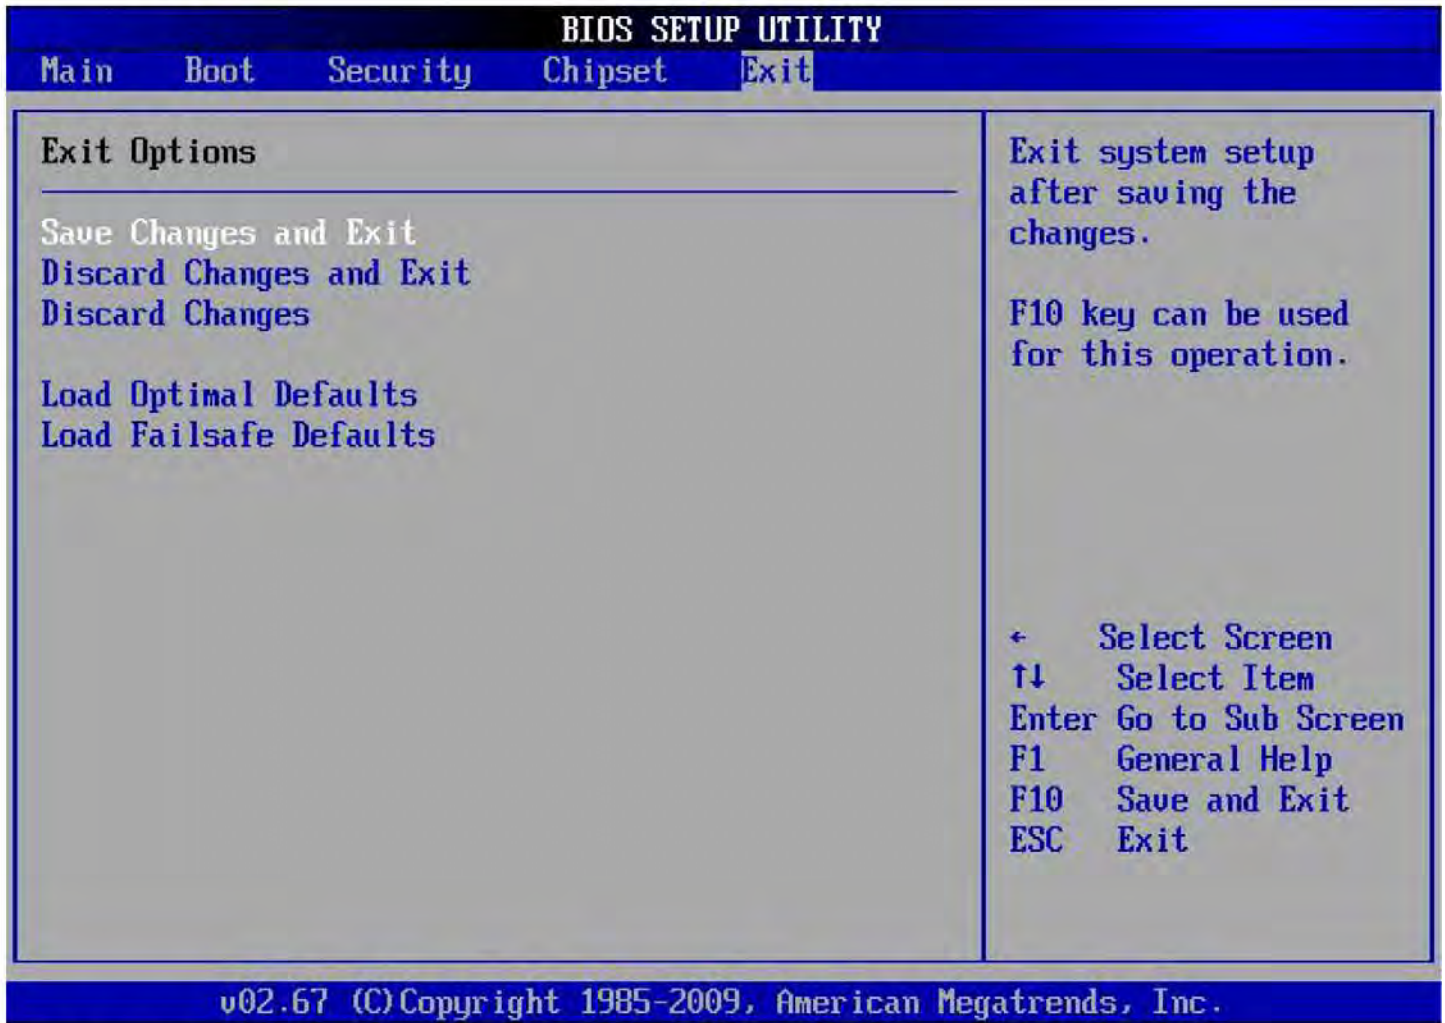 BIOS SETUP UTILITY
Main Boot Security Chipset Exit
Exit Options
Save Changes and Exit
Discard Changes and Exit
Discard Changes
Load Optimal Defaults
Load Failsafe Defaults
Exit system setup
after saving the
changes.
F10 key can be used
for this operation.
← Select Screen
↑↓ Select Item
Enter Go to Sub Screen
F1 General Help
F10 Save and Exit
ESC Exit
v02.67 (C)Copyright 1985-2009, American Megatrends, Inc.